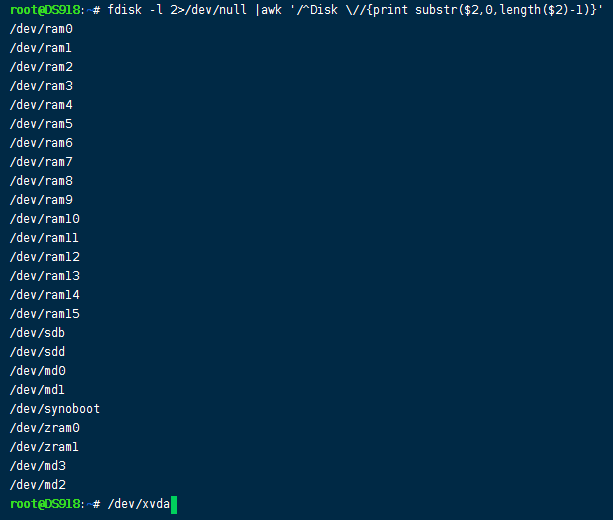 root@DS918:~# fdisk -l 2>/dev/null |awk '/^Disk \//{print substr($2,0,length($2)-1)}'
/dev/ram0
/dev/ram1
/dev/ram2
/dev/ram3
/dev/ram4
/dev/ram5
/dev/ram6
/dev/ram7
/dev/ram8
/dev/ram9
/dev/ram10
/dev/ram11
/dev/ram12
/dev/ram13
/dev/ram14
/dev/ram15
/dev/sdb
/dev/sdd
/dev/md0
/dev/md1
/dev/synoboot
/dev/zram0
/dev/zram1
/dev/md3
/dev/md2
root@DS918:~# /dev/xvda